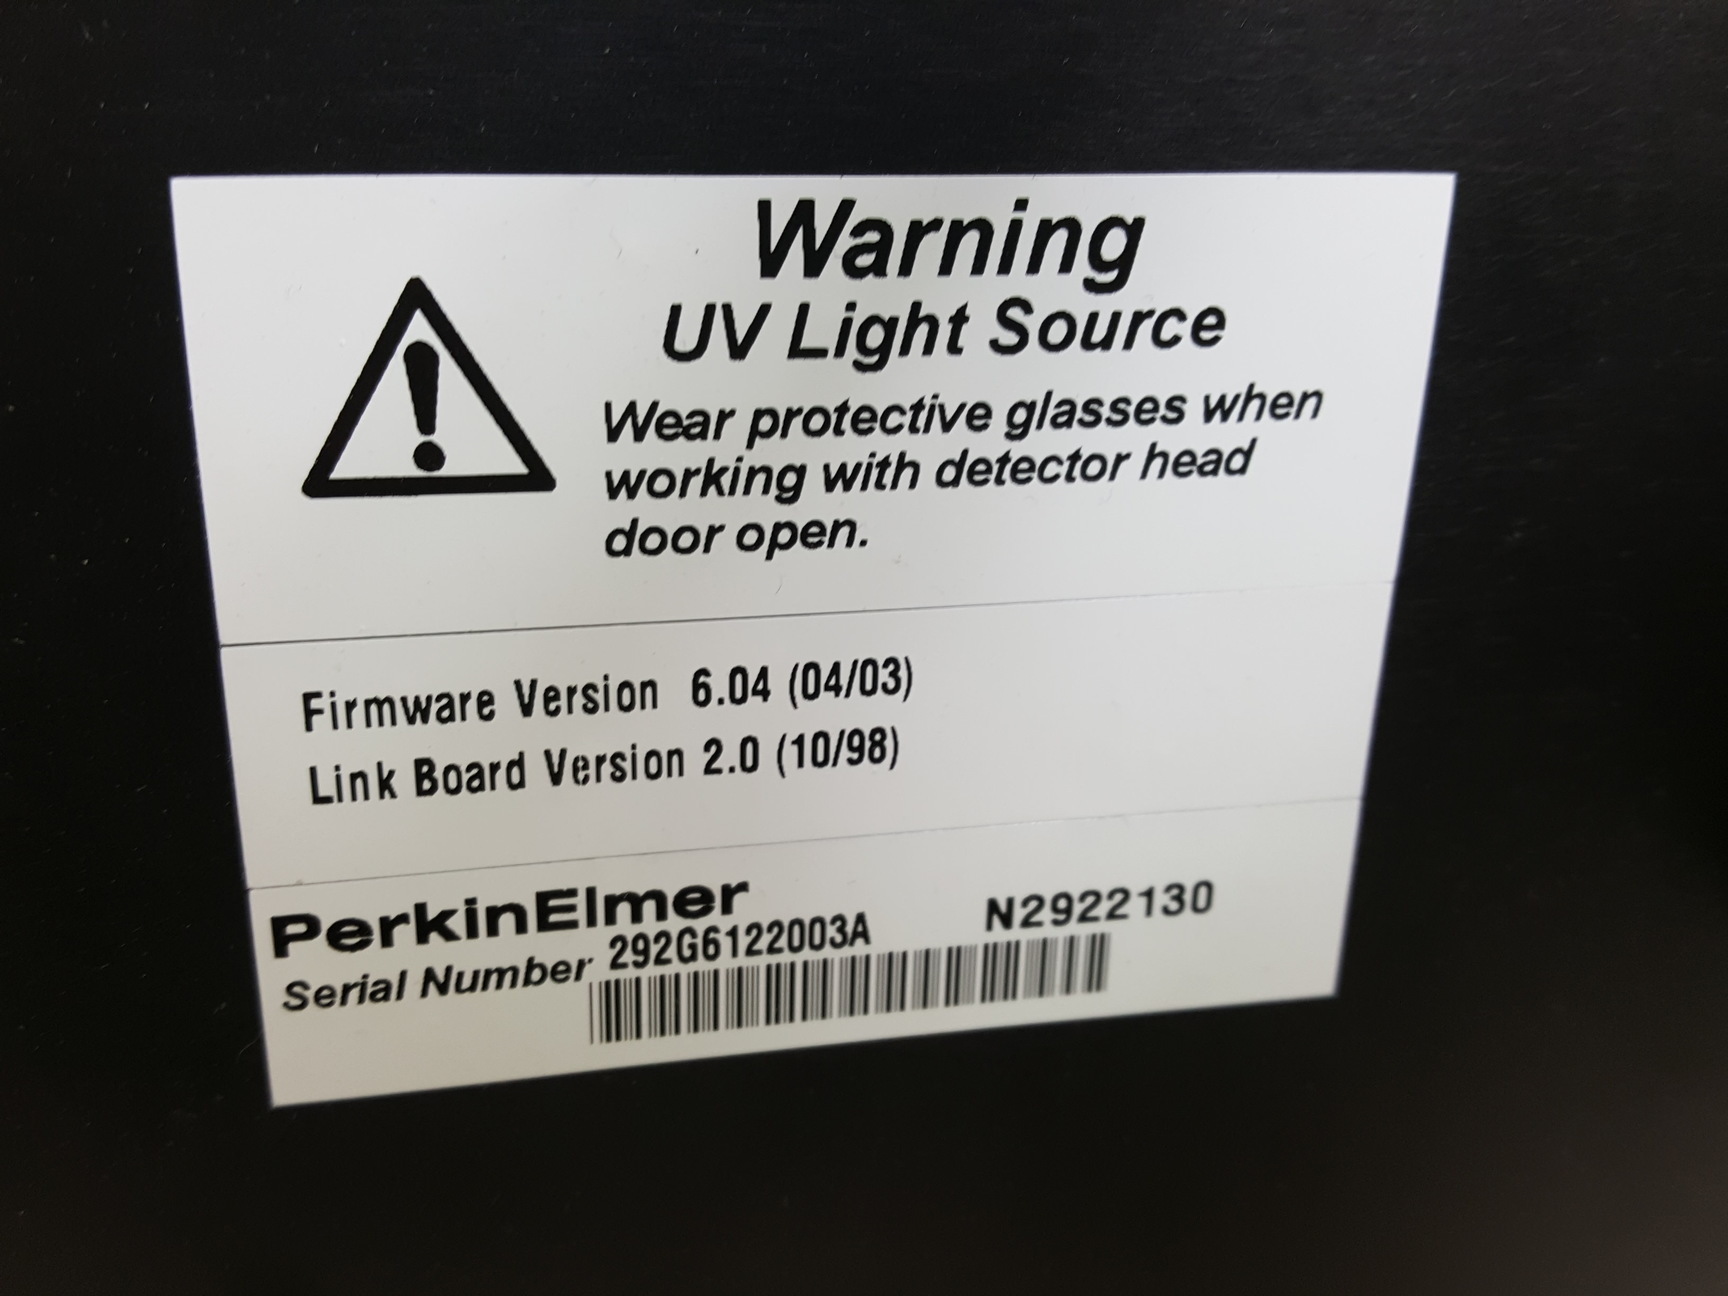 Warning
UV Light Source
Wear protective glasses when
working with detector head
door open.
Firmware Version 6.04 (04/03)
Link Board Version 2.0 (10/98)
PerkinElmer
Serial Number 292G6122003A N2922130